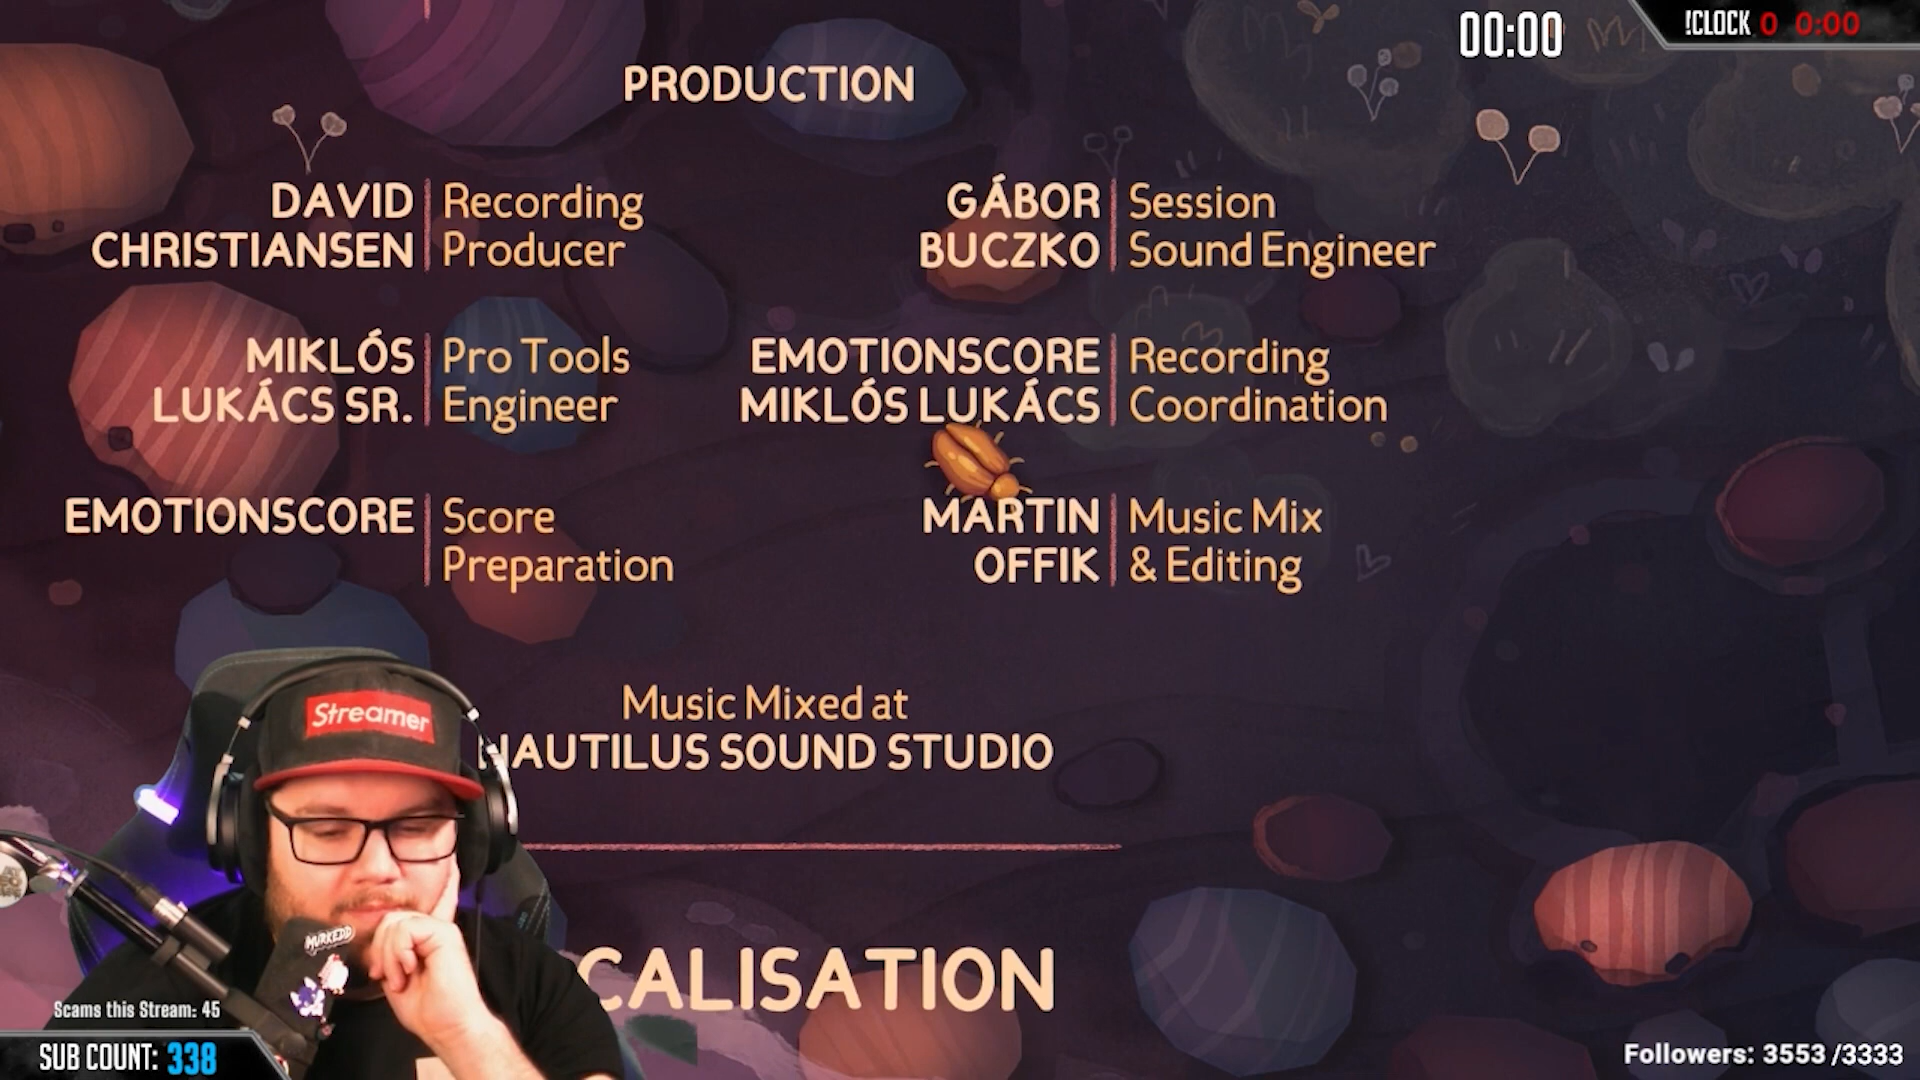 00:00
!CLOCK 0 0:00
PRODUCTION
DAVID
CHRISTIANSEN
Recording
Producer
GÁBOR
BUCZKO
Session
Sound Engineer
MIKLÓS
LUKÁCS SR.
Pro Tools
Engineer
EMOTIONSCORE
MIKLÓS LUKÁCS
Recording
Coordination
EMOTIONSCORE
Score
Preparation
MARTIN
OFFIK
Music Mix
& Editing
Music Mixed at
NAUTILUS SOUND STUDIO
Streamer
MURKEDD
CALISATION
Scams this Stream: 45
SUB COUNT: 338
Followers: 3553 /3333